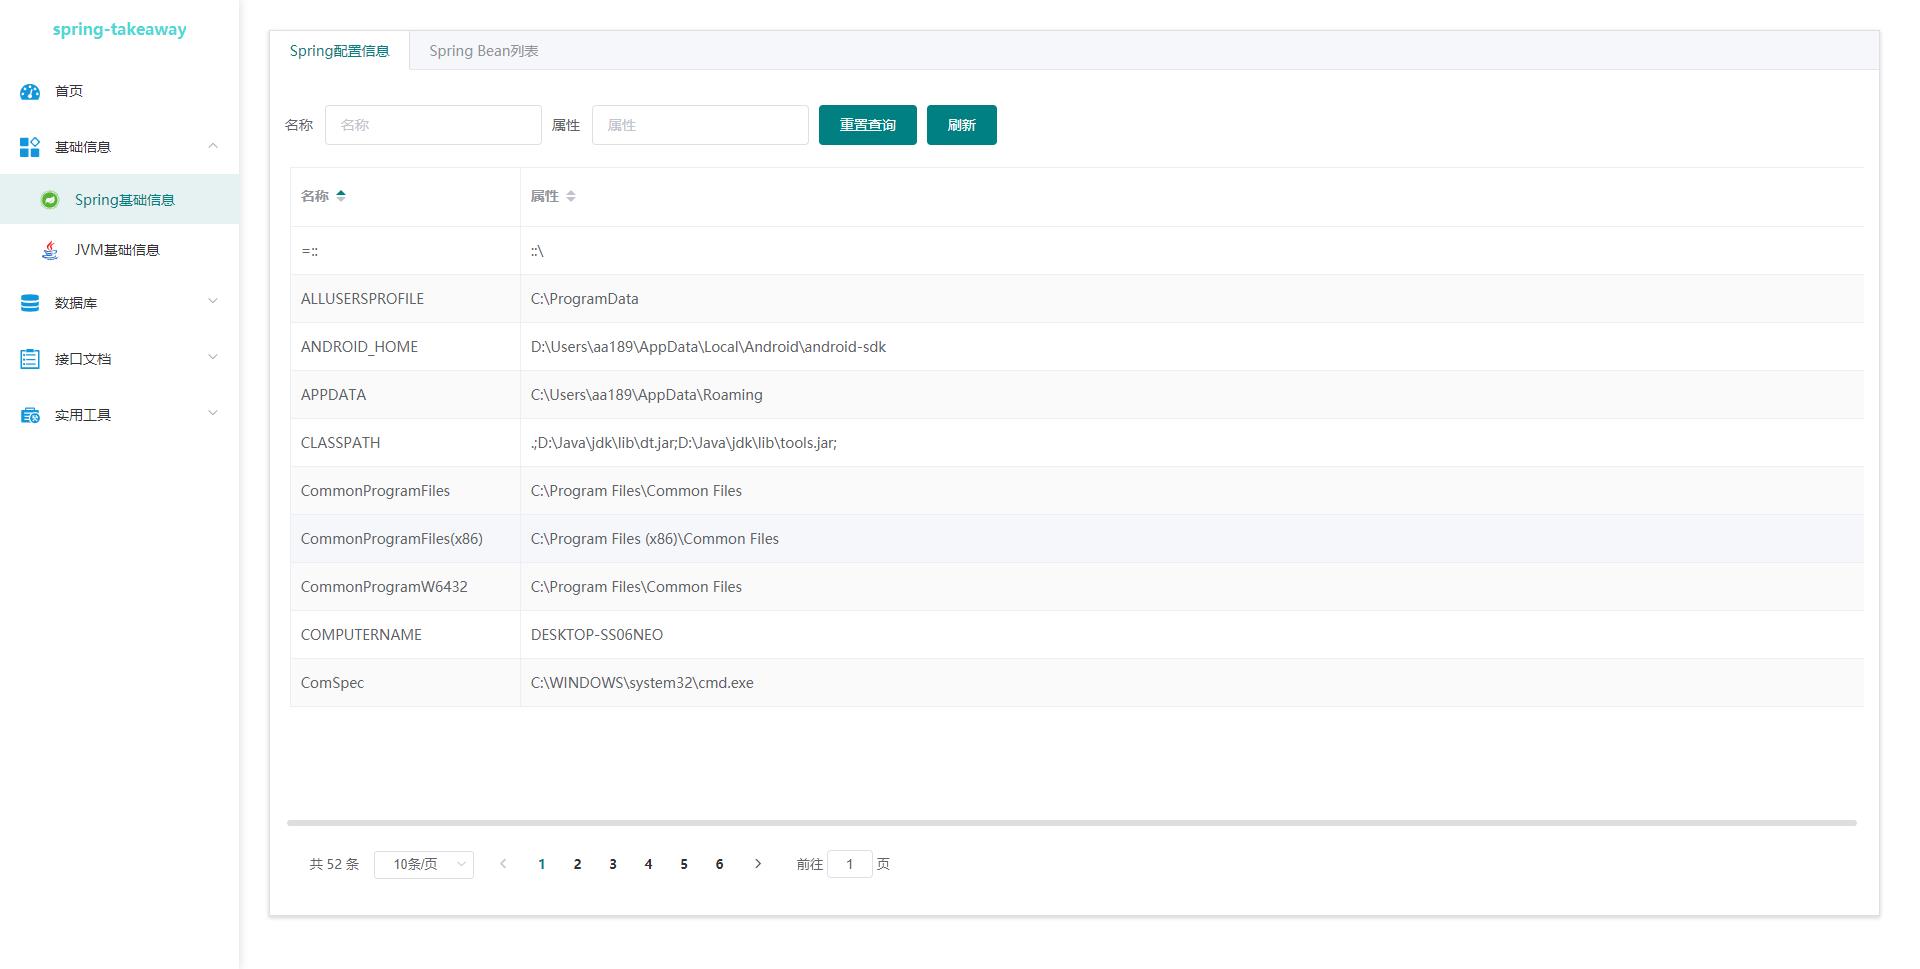 spring-takeaway
首页
基础信息
Spring基础信息
JVM基础信息
数据库
接口文档
实用工具
Spring配置信息 Spring Bean列表
名称 名称 属性 属性 重置查询 刷新
名称 属性
=:: ::\
ALLUSERSPROFILE C:\ProgramData
ANDROID_HOME D:\Users\aa189\AppData\Local\Android\android-sdk
APPDATA C:\Users\aa189\AppData\Roaming
CLASSPATH .;D:\Java\jdk\lib\dt.jar;D:\Java\jdk\lib\tools.jar;
CommonProgramFiles C:\Program Files\Common Files
CommonProgramFiles(x86) C:\Program Files (x86)\Common Files
CommonProgramW6432 C:\Program Files\Common Files
COMPUTERNAME DESKTOP-SS06NEO
ComSpec C:\WINDOWS\system32\cmd.exe
共 52 条 10条/页 1 2 3 4 5 6 前往 1 页